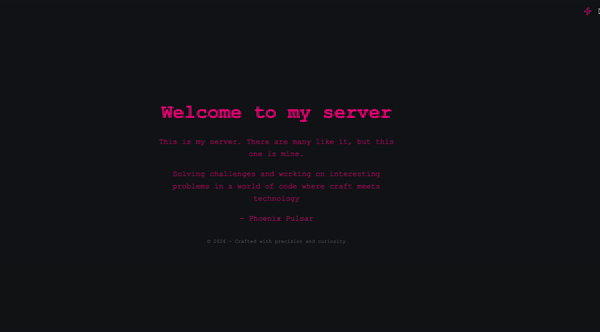 Welcome to my server
This is my server. There are many like it, but this
one is mine.
Solving challenges and working on interesting
problems in a world of code where craft meets
technology
— Phoenix Pulsar
© 2024 — Crafted with precision and curiosity